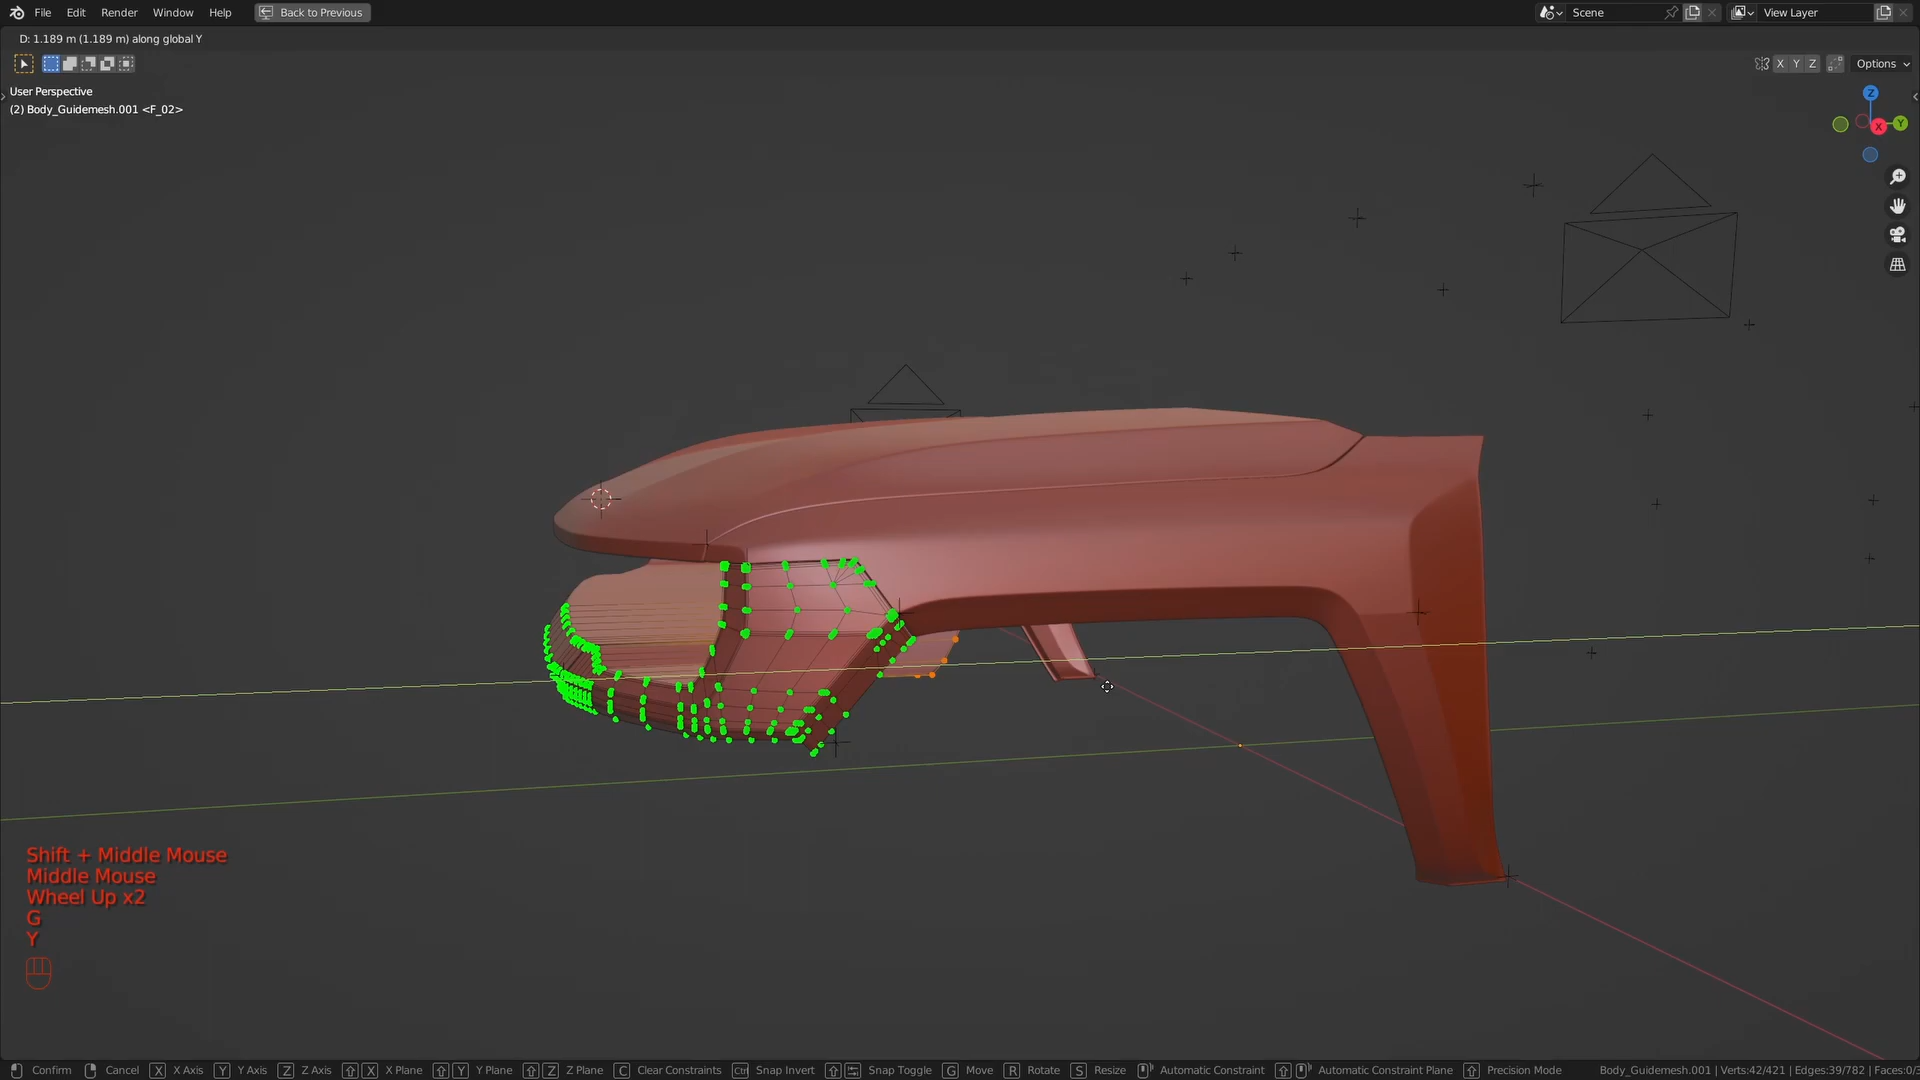 File Edit Render Window Help Back to Previous Scene View Layer
D: 1.189 m (1.189 m) along global Y
X Y Z Options
User Perspective
(2) Body_Guidemesh.001 <F_02>
Z
X Y
Shift + Middle Mouse
Middle Mouse
Wheel Up x2
G
Y
Confirm Cancel X X Axis Y Y Axis Z Z Axis X X Plane Y Y Plane Z Z Plane C Clear Constraints Ctrl Snap Invert Snap Toggle G Move R Rotate S Resize Automatic Constraint Automatic Constraint Plane Precision Mode Body_Guidemesh.001 | Verts:42/421 | Edges:39/782 | Faces:0/3